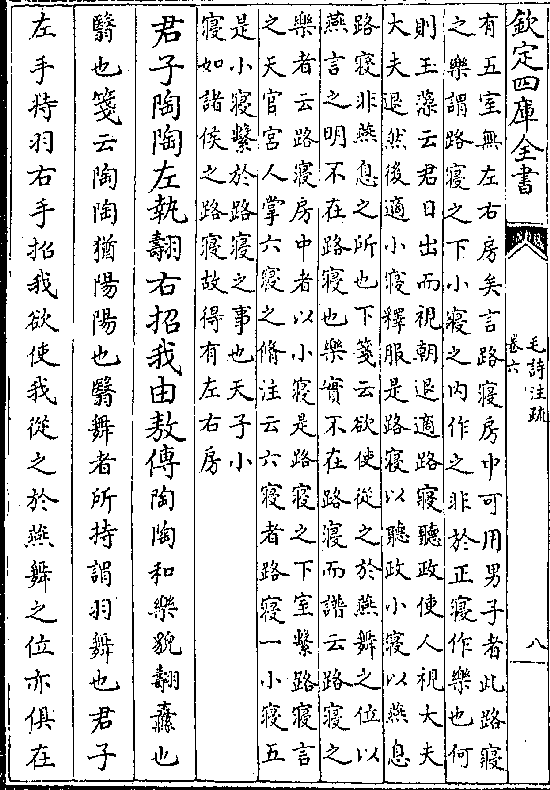 欽定四庫全書
毛詩注疏
卷六
八
有五室無左右房矣言路寢房中可用男子者此路寢
之樂謂路寢之下小寢之內作之非於正寢作樂也何
則玉藻云君日出而視朝退適路寢聽政使人視大夫
大夫退然後適小寢釋服是路寢以聽政小寢以燕息
路寢非燕息之所也下箋云欲使從之於燕舞之位以
燕言之明不在路寢也樂實不在路寢而譜云路寢之
樂者云路寢房中者以小寢是路寢之下室繫路寢言
之天官宮人掌六寢之脩注云六寢者路寢一小寢五
是小寢繫於路寢之事也天子小
寢如諸侯之路寢故得有左右房
君子陶陶左執翿右招我由敖傳陶陶和樂貌翿纛也
翳也箋云陶陶猶陽陽也翳舞者所持謂羽舞也君子
左手持羽右手招我欲使我從之於燕舞之位亦俱在